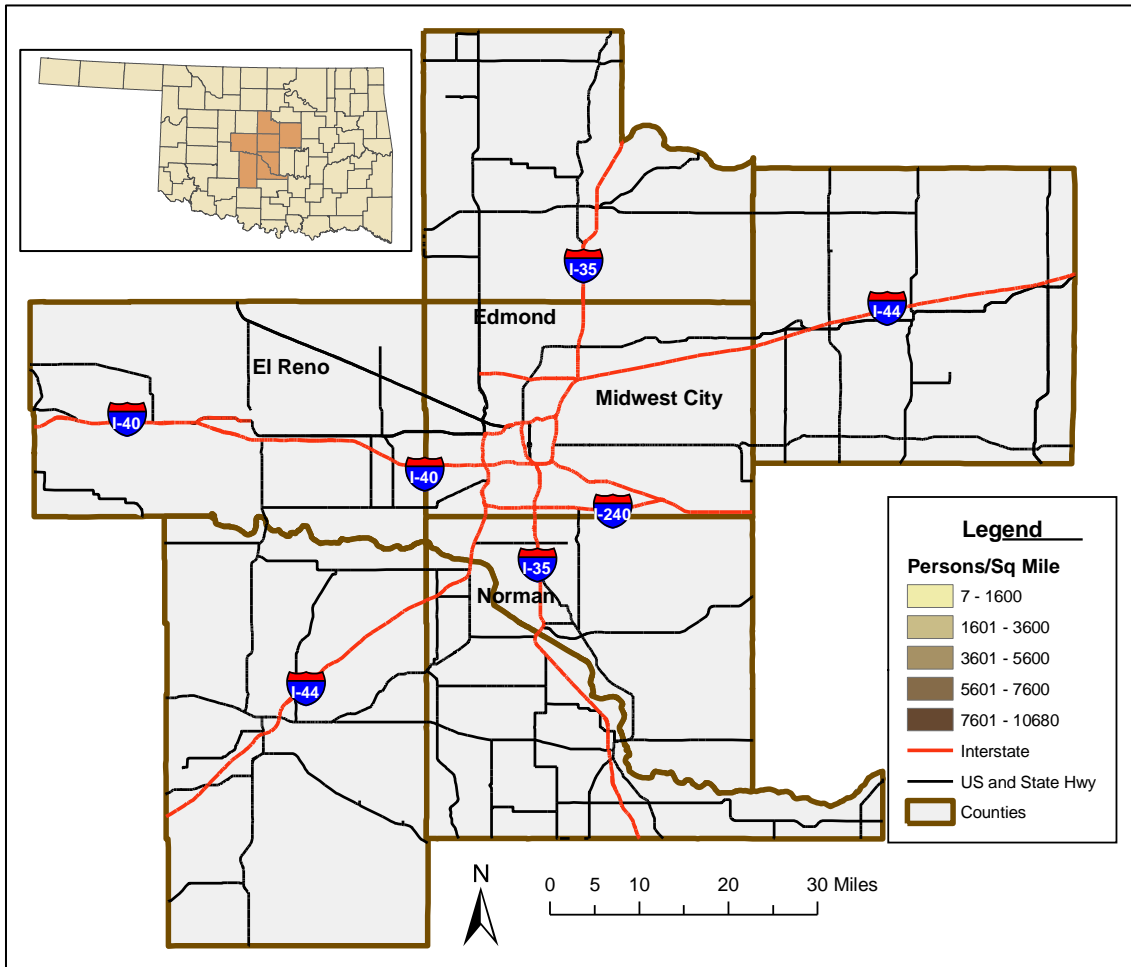 I-35
Edmond
I-44
El Reno
Midwest City
I-40
I-40
I-240
I-35
Norman
I-44
Legend
Persons/Sq Mile
7 - 1600
1601 - 3600
3601 - 5600
5601 - 7600
7601 - 10680
Interstate
US and State Hwy
Counties
N
0 5 10 20 30 Miles